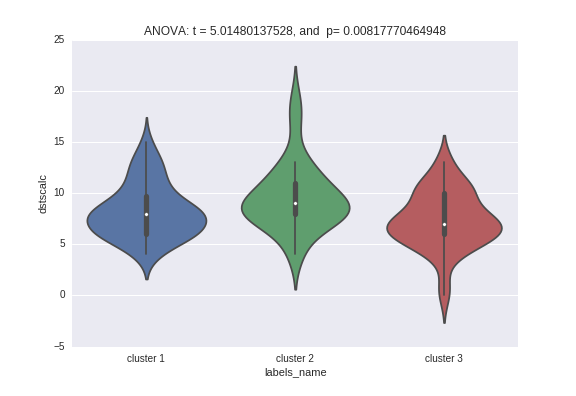 ANOVA: t = 5.01480137528, and  p= 0.00817770464948
25
20
15
10
5
0
−5
dstscalc
cluster 1
cluster 2
cluster 3
labels_name